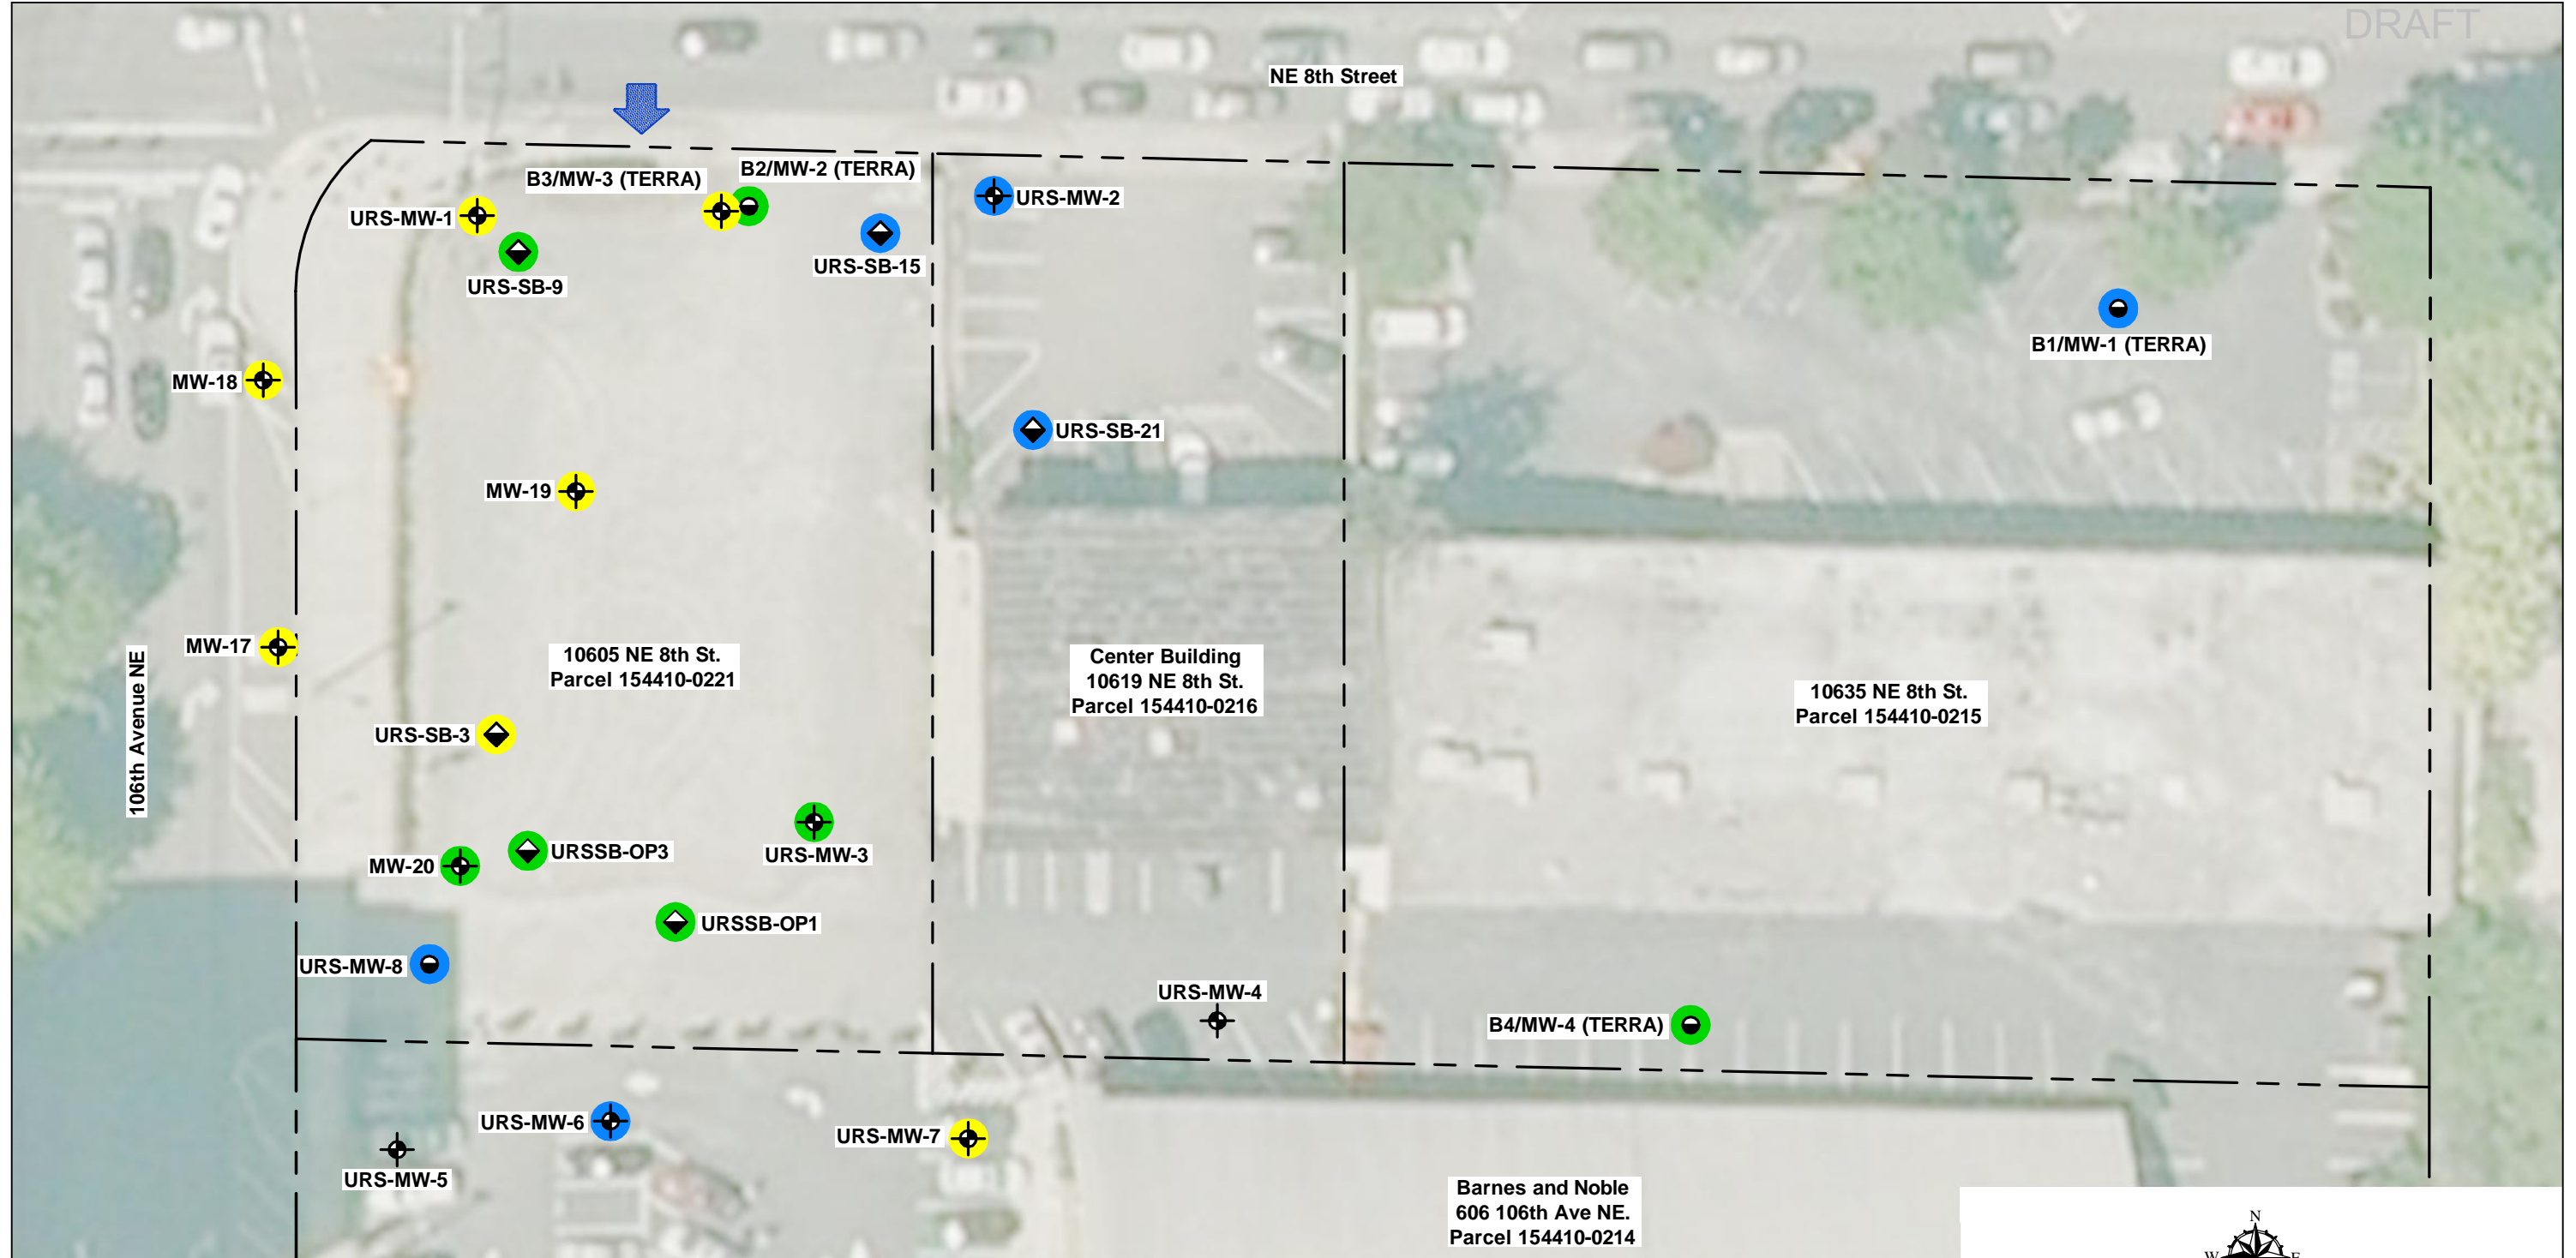 DRAFT
NE 8th Street
B3/MW-3 (TERRA)
B2/MW-2 (TERRA)
URS-MW-1
URS-MW-2
URS-SB-9
URS-SB-15
B1/MW-1 (TERRA)
MW-18
URS-SB-21
MW-19
MW-17
106th Avenue NE
10605 NE 8th St.
Parcel 154410-0221
Center Building
10619 NE 8th St.
Parcel 154410-0216
10635 NE 8th St.
Parcel 154410-0215
URS-SB-3
URSSB-OP3
URS-MW-3
MW-20
URSSB-OP1
URS-MW-8
URS-MW-4
B4/MW-4 (TERRA)
URS-MW-6
URS-MW-7
URS-MW-5
Barnes and Noble
606 106th Ave NE.
Parcel 154410-0214
N
W
E